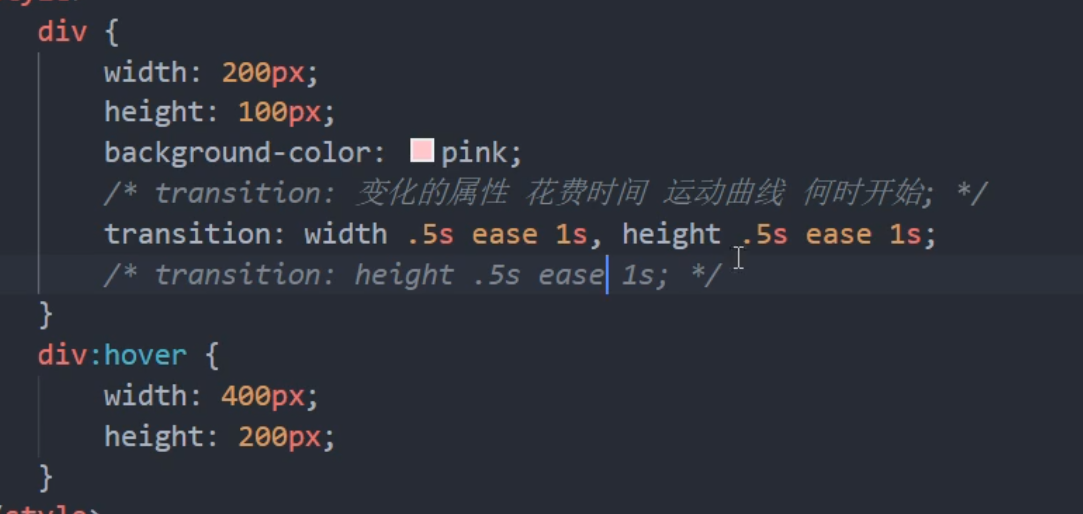 div {
width: 200px;
height: 100px;
background-color: pink;
/* transition: 变化的属性 花费时间 运动曲线 何时开始; */
transition: width .5s ease 1s, height .5s ease 1s;
/* transition: height .5s ease 1s; */
}
div:hover {
width: 400px;
height: 200px;
}